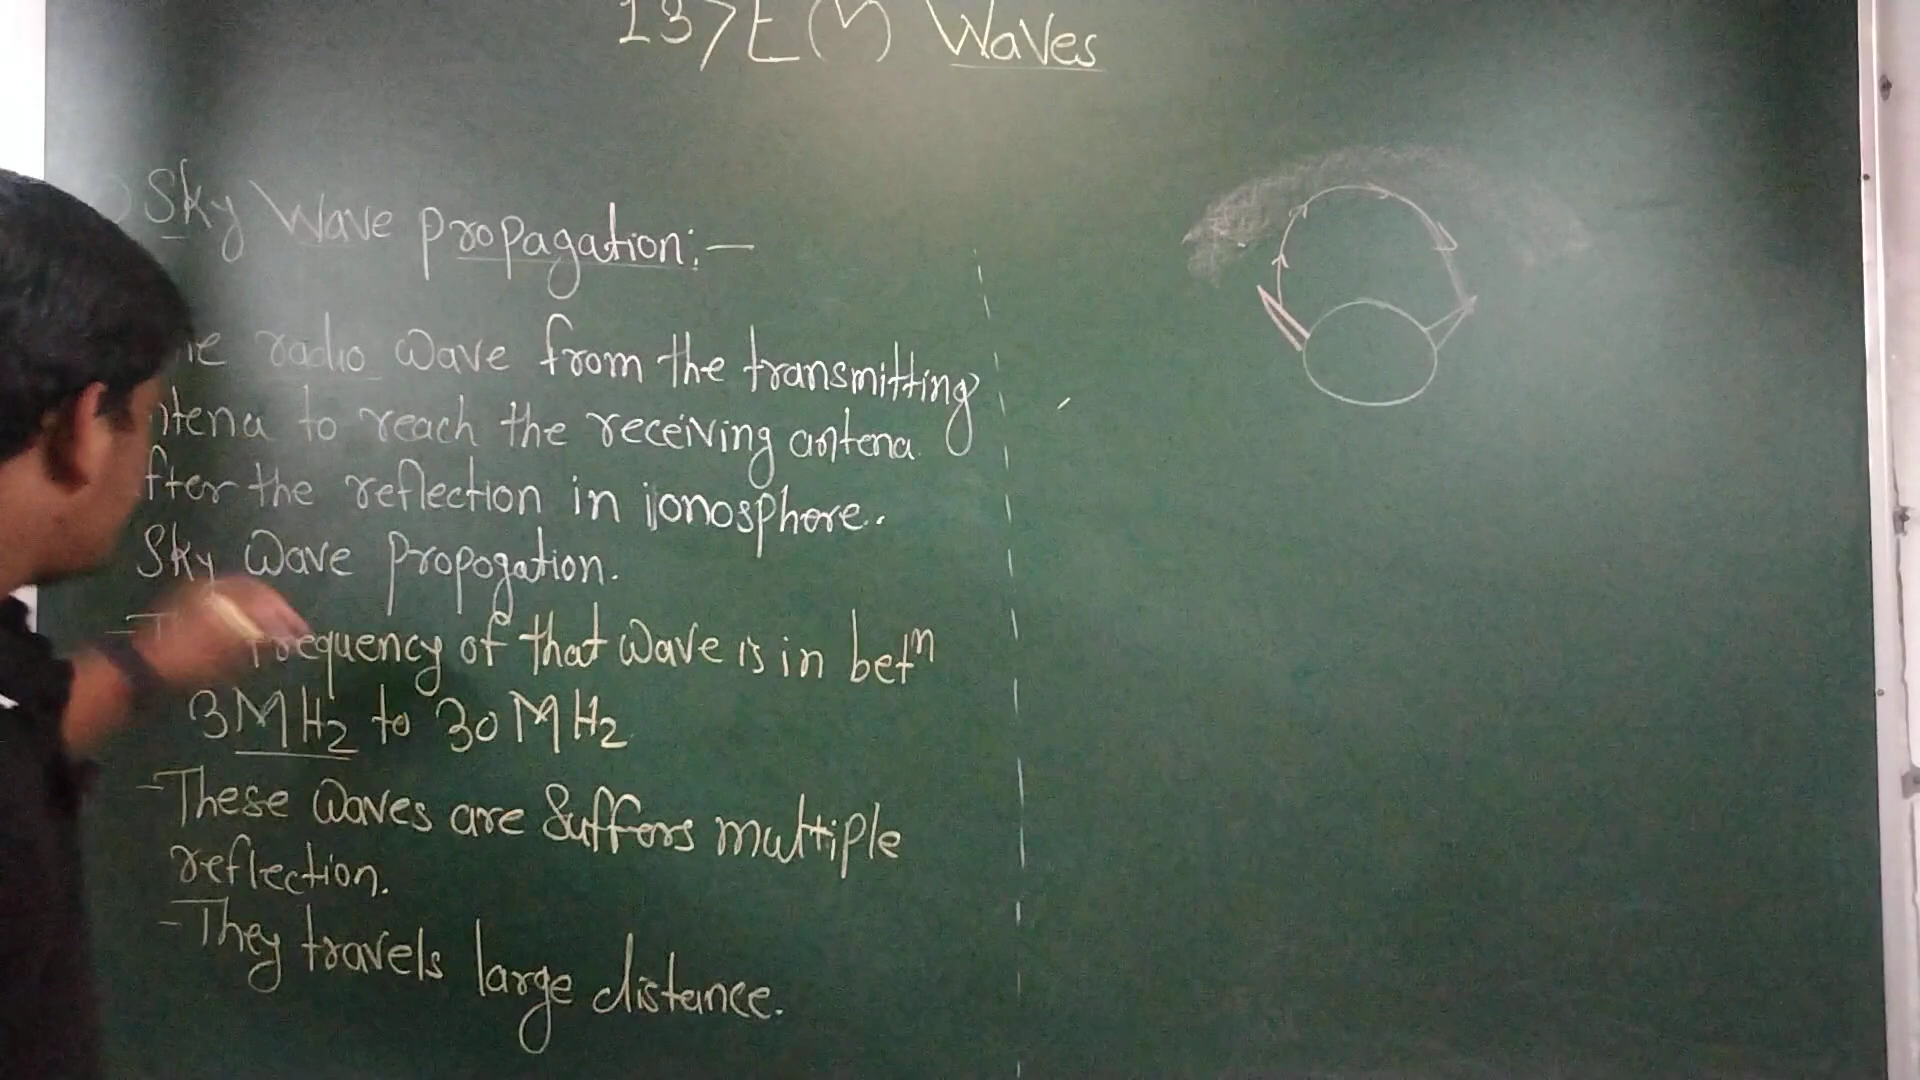 137 EM Waves
Sky Wave propagation:-
radio wave from the transmitting
to reach the receiving antena
the reflection in ionosphere.
Sky Wave Propogation.
frequency of that wave is in betn
3MHz to 30MHz
-These waves are Suffers multiple
reflection.
-They travels large distance.